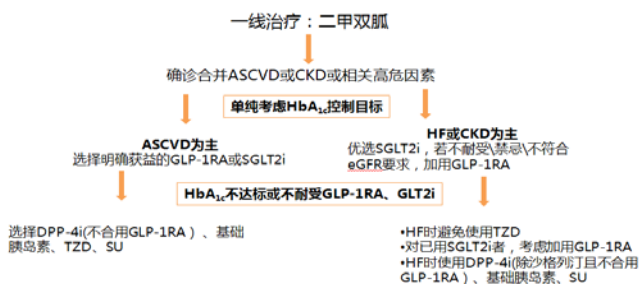 一线治疗：二甲双胍
确诊合并ASCVD或CKD或相关高危因素
单纯考虑HbA1c控制目标
ASCVD为主
选择明确获益的GLP-1RA或SGLT2i
HF或CKD为主
优选SGLT2i，若不耐受\禁忌\不符合
eGFR要求，加用GLP-1RA
HbA1c不达标或不耐受GLP-1RA、GLT2i
选择DPP-4i(不合用GLP-1RA）、基础
胰岛素、TZD、SU
•HF时避免使用TZD
•对已用SGLT2i者，考虑加用GLP-1RA
•HF时使用DPP-4i(除沙格列汀且不合用
GLP-1RA）、基础胰岛素、SU